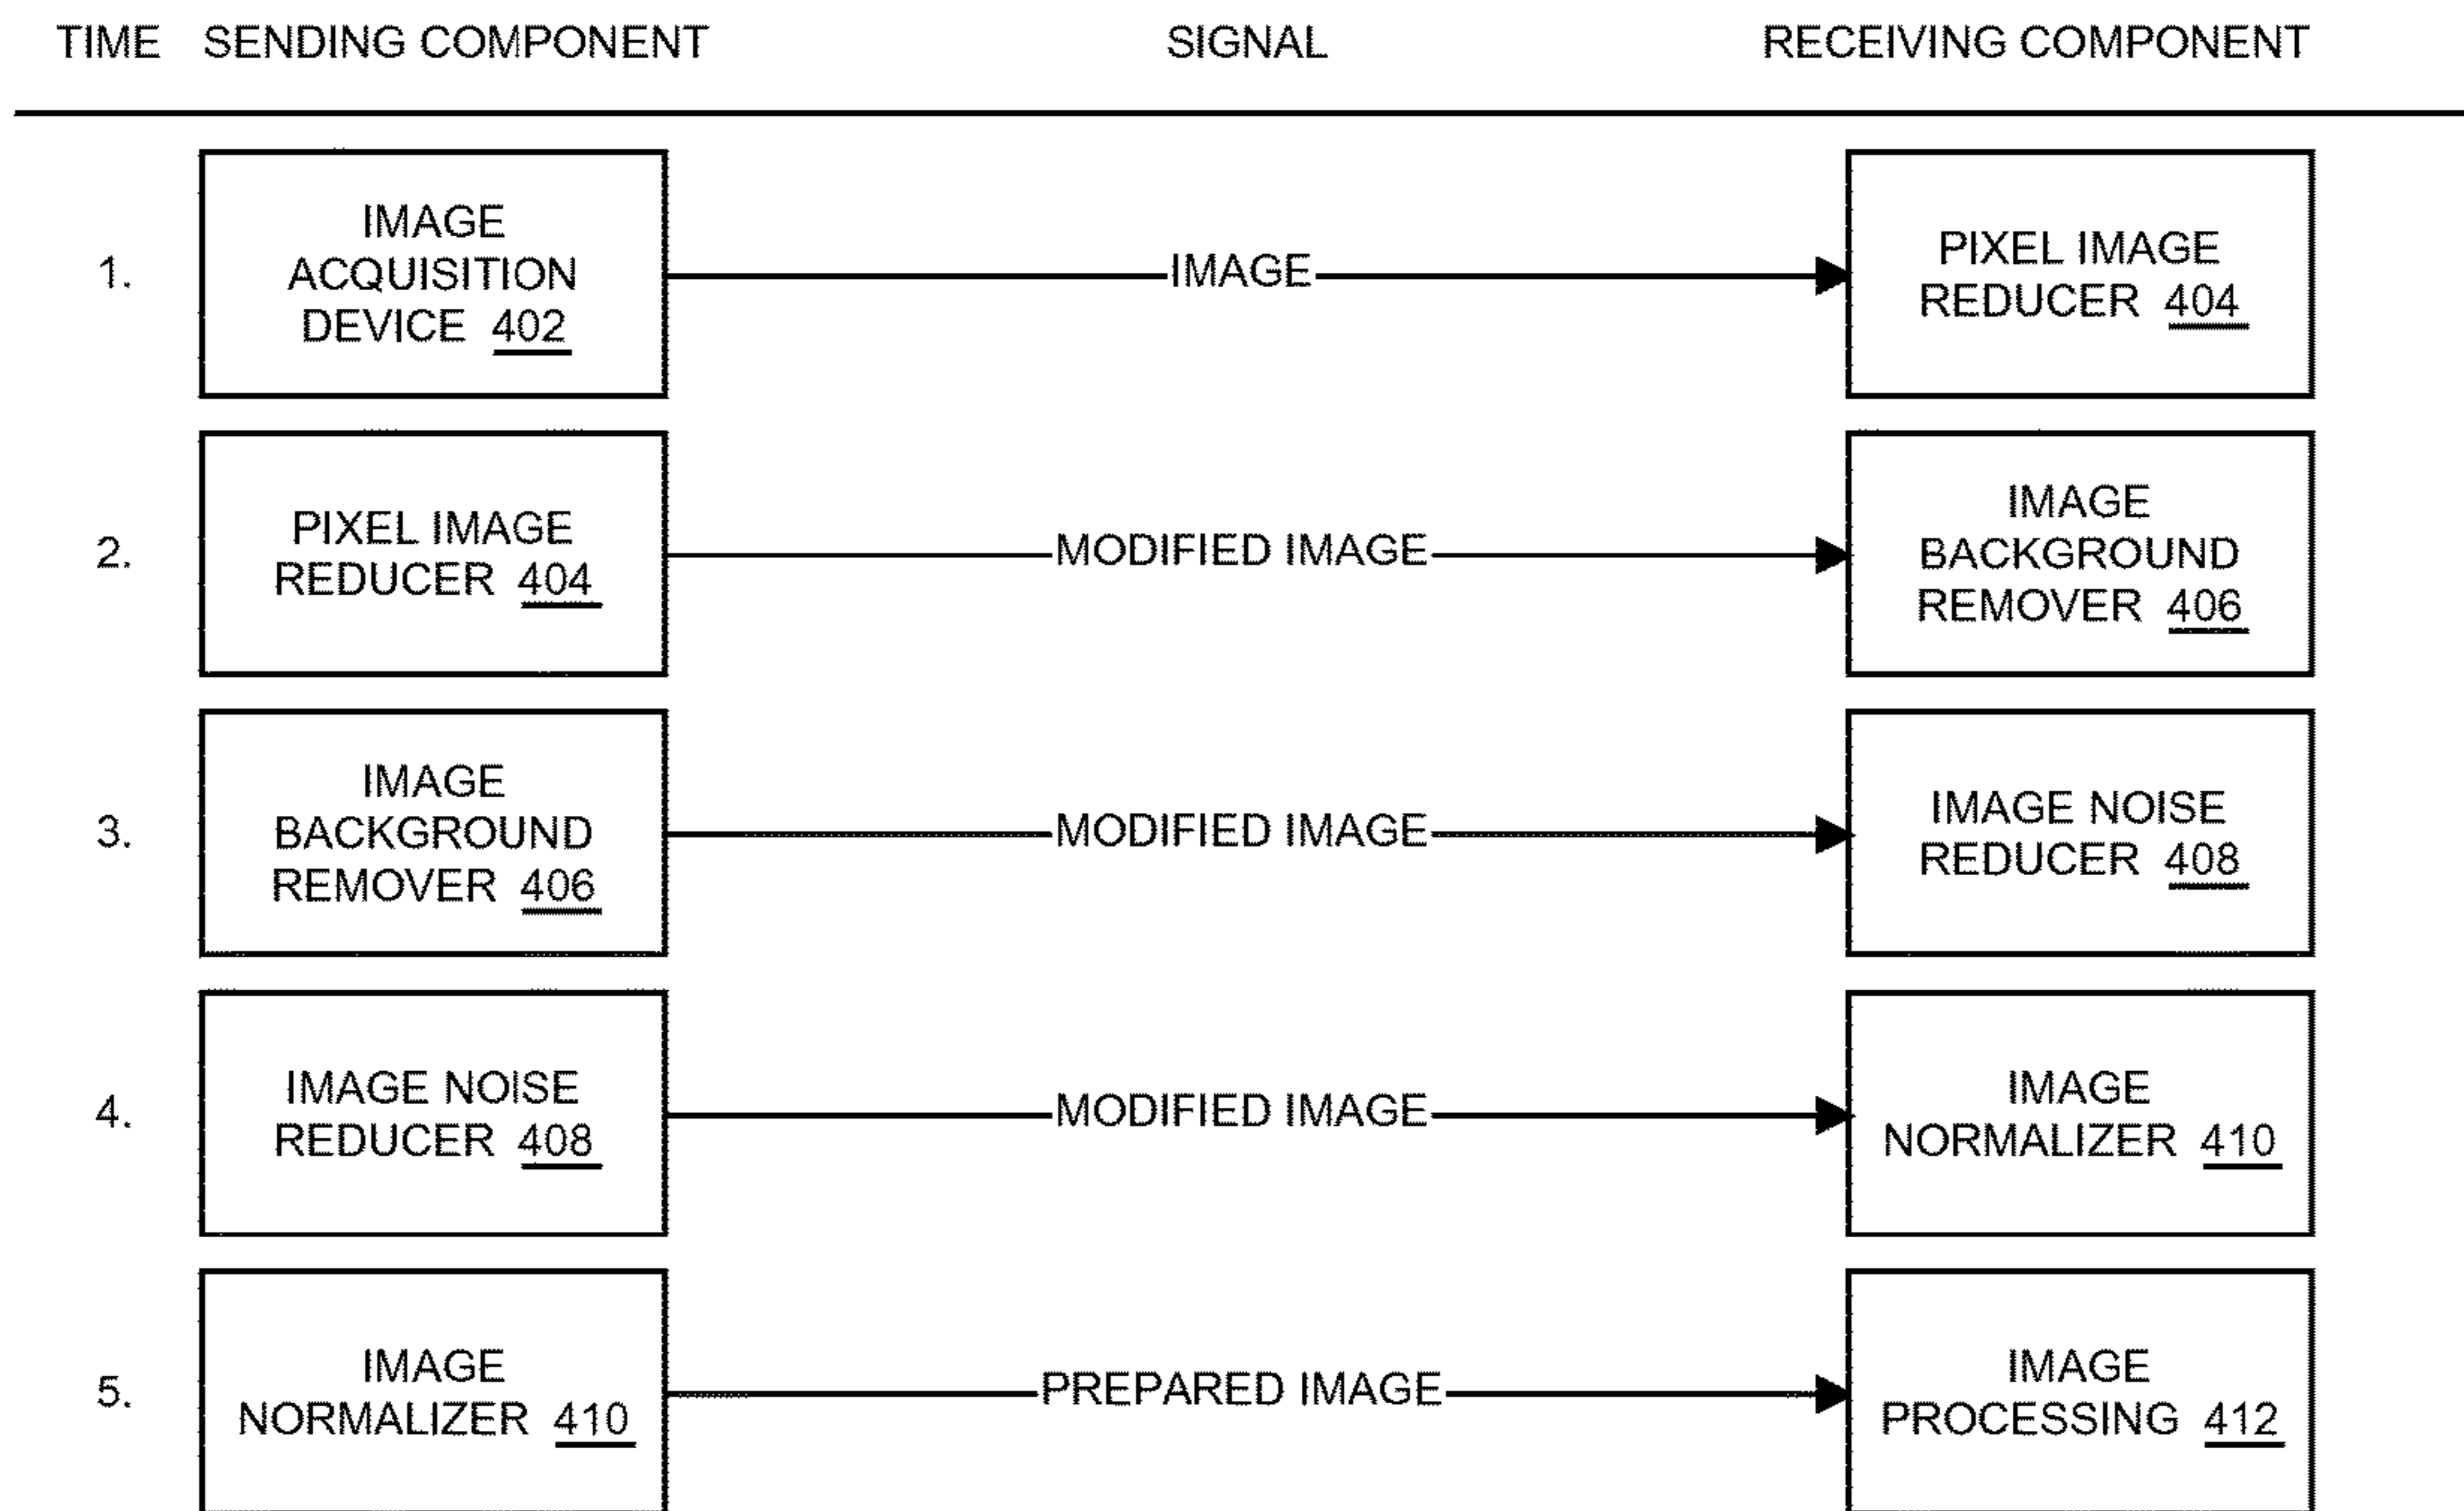 TIME SENDING COMPONENT SIGNAL RECEIVING COMPONENT
1.
IMAGE
ACQUISITION
DEVICE 402
IMAGE
PIXEL IMAGE
REDUCER 404
2.
PIXEL IMAGE
REDUCER 404
MODIFIED IMAGE
IMAGE
BACKGROUND
REMOVER 406
3.
IMAGE
BACKGROUND
REMOVER 406
MODIFIED IMAGE
IMAGE NOISE
REDUCER 408
4.
IMAGE NOISE
REDUCER 408
MODIFIED IMAGE
IMAGE
NORMALIZER 410
5.
IMAGE
NORMALIZER 410
PREPARED IMAGE
IMAGE
PROCESSING 412